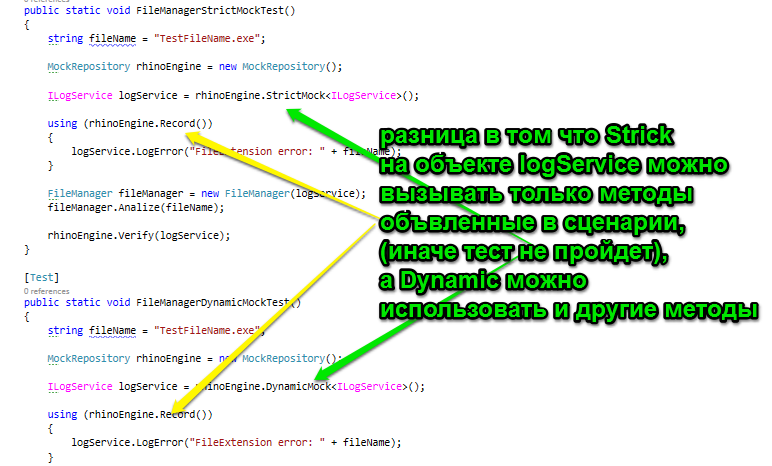 public static void FileManagerStrictMockTest()
{
string fileName = "TestFileName.exe";
MockRepository rhinoEngine = new MockRepository();
ILogService logService = rhinoEngine.StrictMock<ILogService>();
using (rhinoEngine.Record())
{
logService.LogError("FileExtension error: " + fileName);
}
FileManager fileManager = new FileManager(logService);
fileManager.Analize(fileName);
rhinoEngine.Verify(logService);
}
[Test]
0 references
public static void FileManagerDynamicMockTest()
{
string fileName = "TestFileName.exe";
MockRepository rhinoEngine = new MockRepository();
ILogService logService = rhinoEngine.DynamicMock<ILogService>();
using (rhinoEngine.Record())
{
logService.LogError("FileExtension error: " + fileName);
}
разница в том что Strick
на объекте logService можно
вызывать только методы
объвленные в сценарии,
(иначе тест не пройдет),
а Dynamic можно
использовать и другие методы